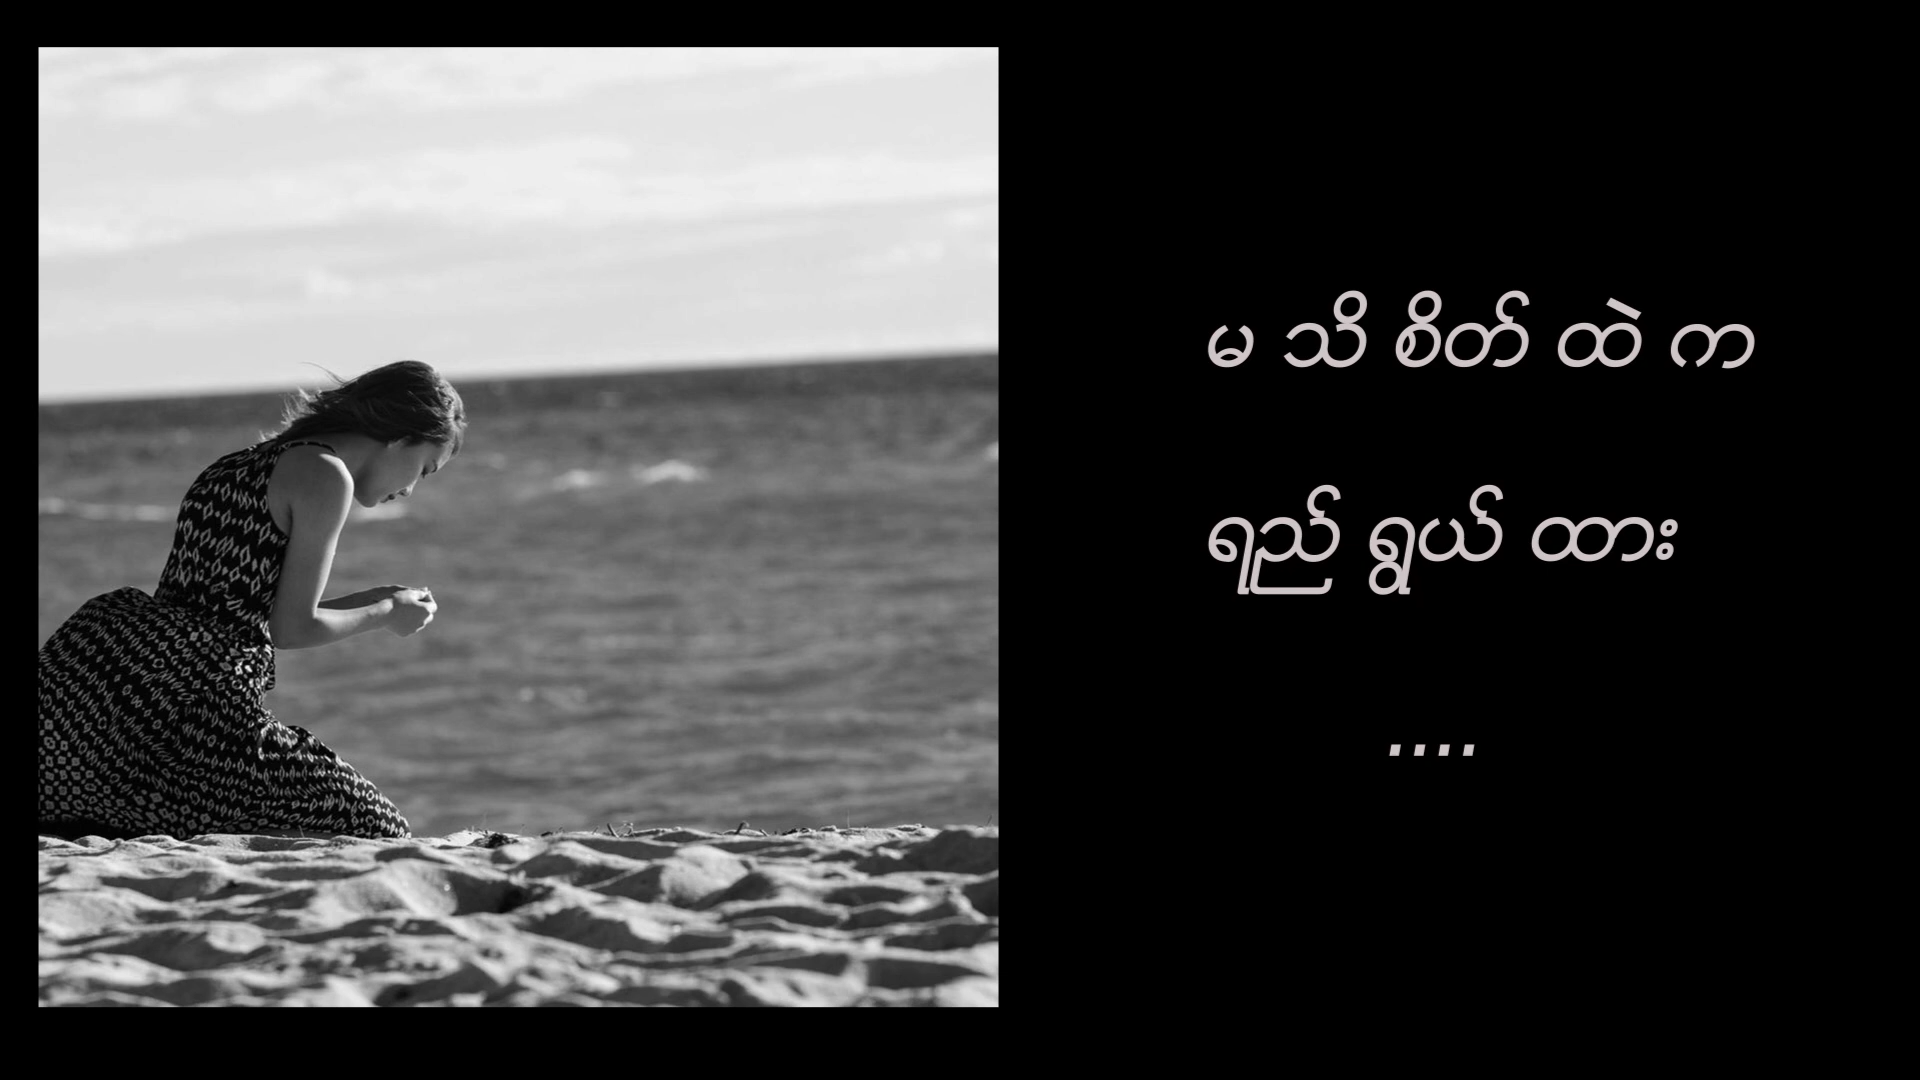 မ သိ စိတ် ထဲ က
ရည် ရွယ် ထား
....